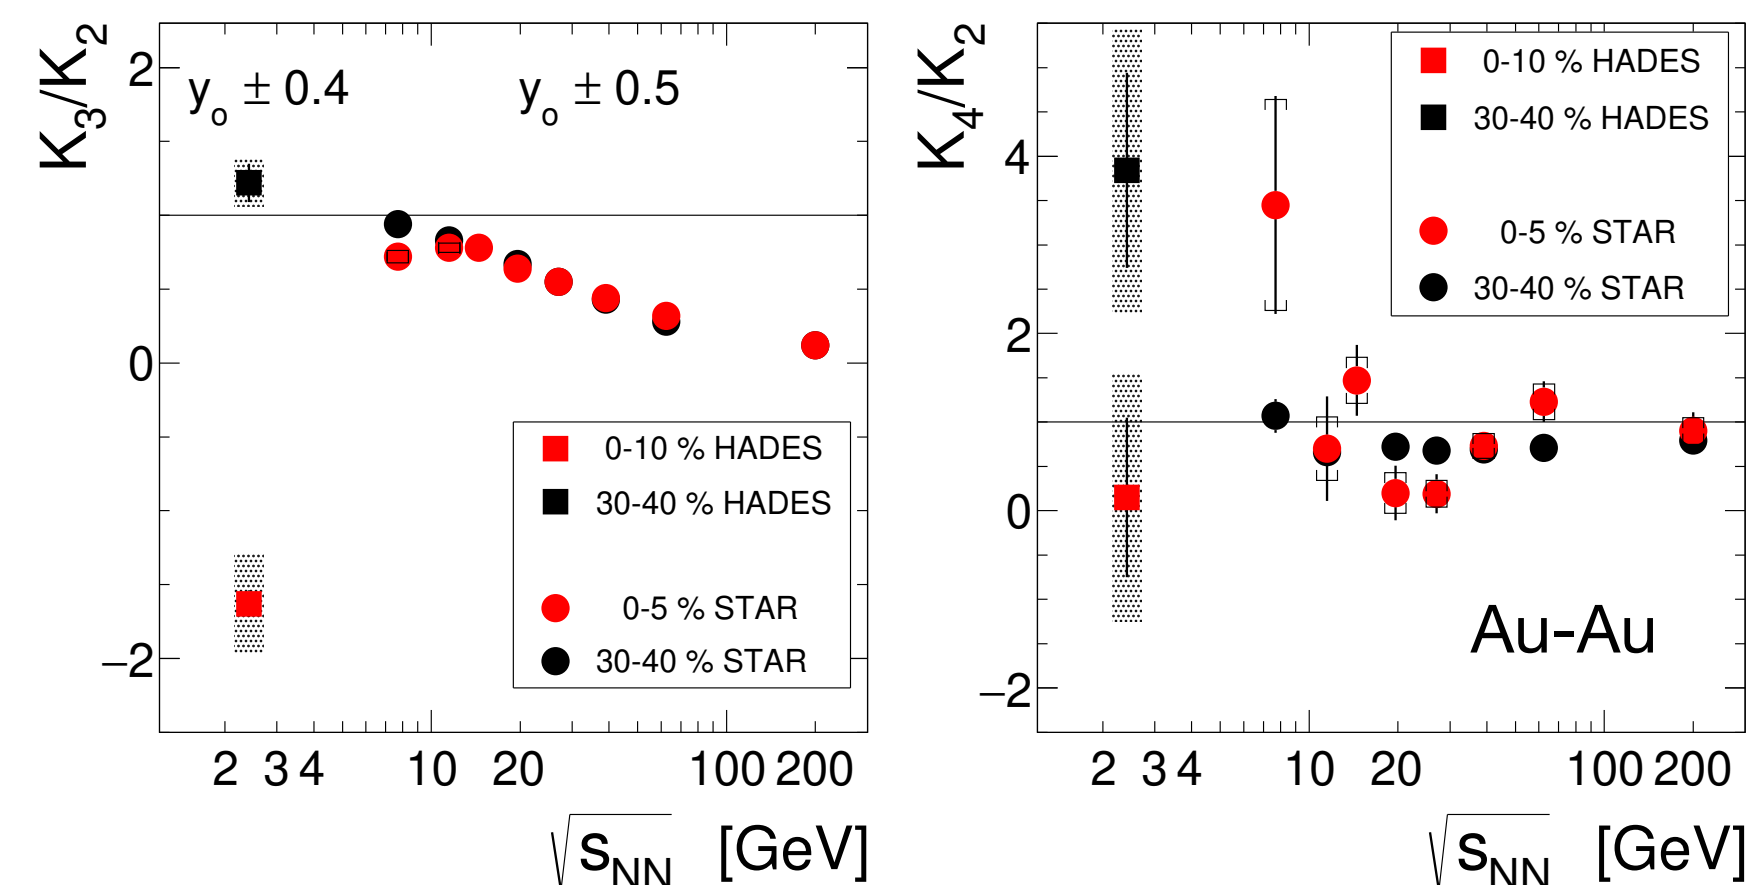 K3/K2
y0 ± 0.4 y0 ± 0.5
2
0
−2
0-10 % HADES
30-40 % HADES
0-5 % STAR
30-40 % STAR
2 3 4 10 20 100 200
√sNN [GeV]
K4/K2
4
2
0
−2
0-10 % HADES
30-40 % HADES
0-5 % STAR
30-40 % STAR
Au-Au
2 3 4 10 20 100 200
√sNN [GeV]